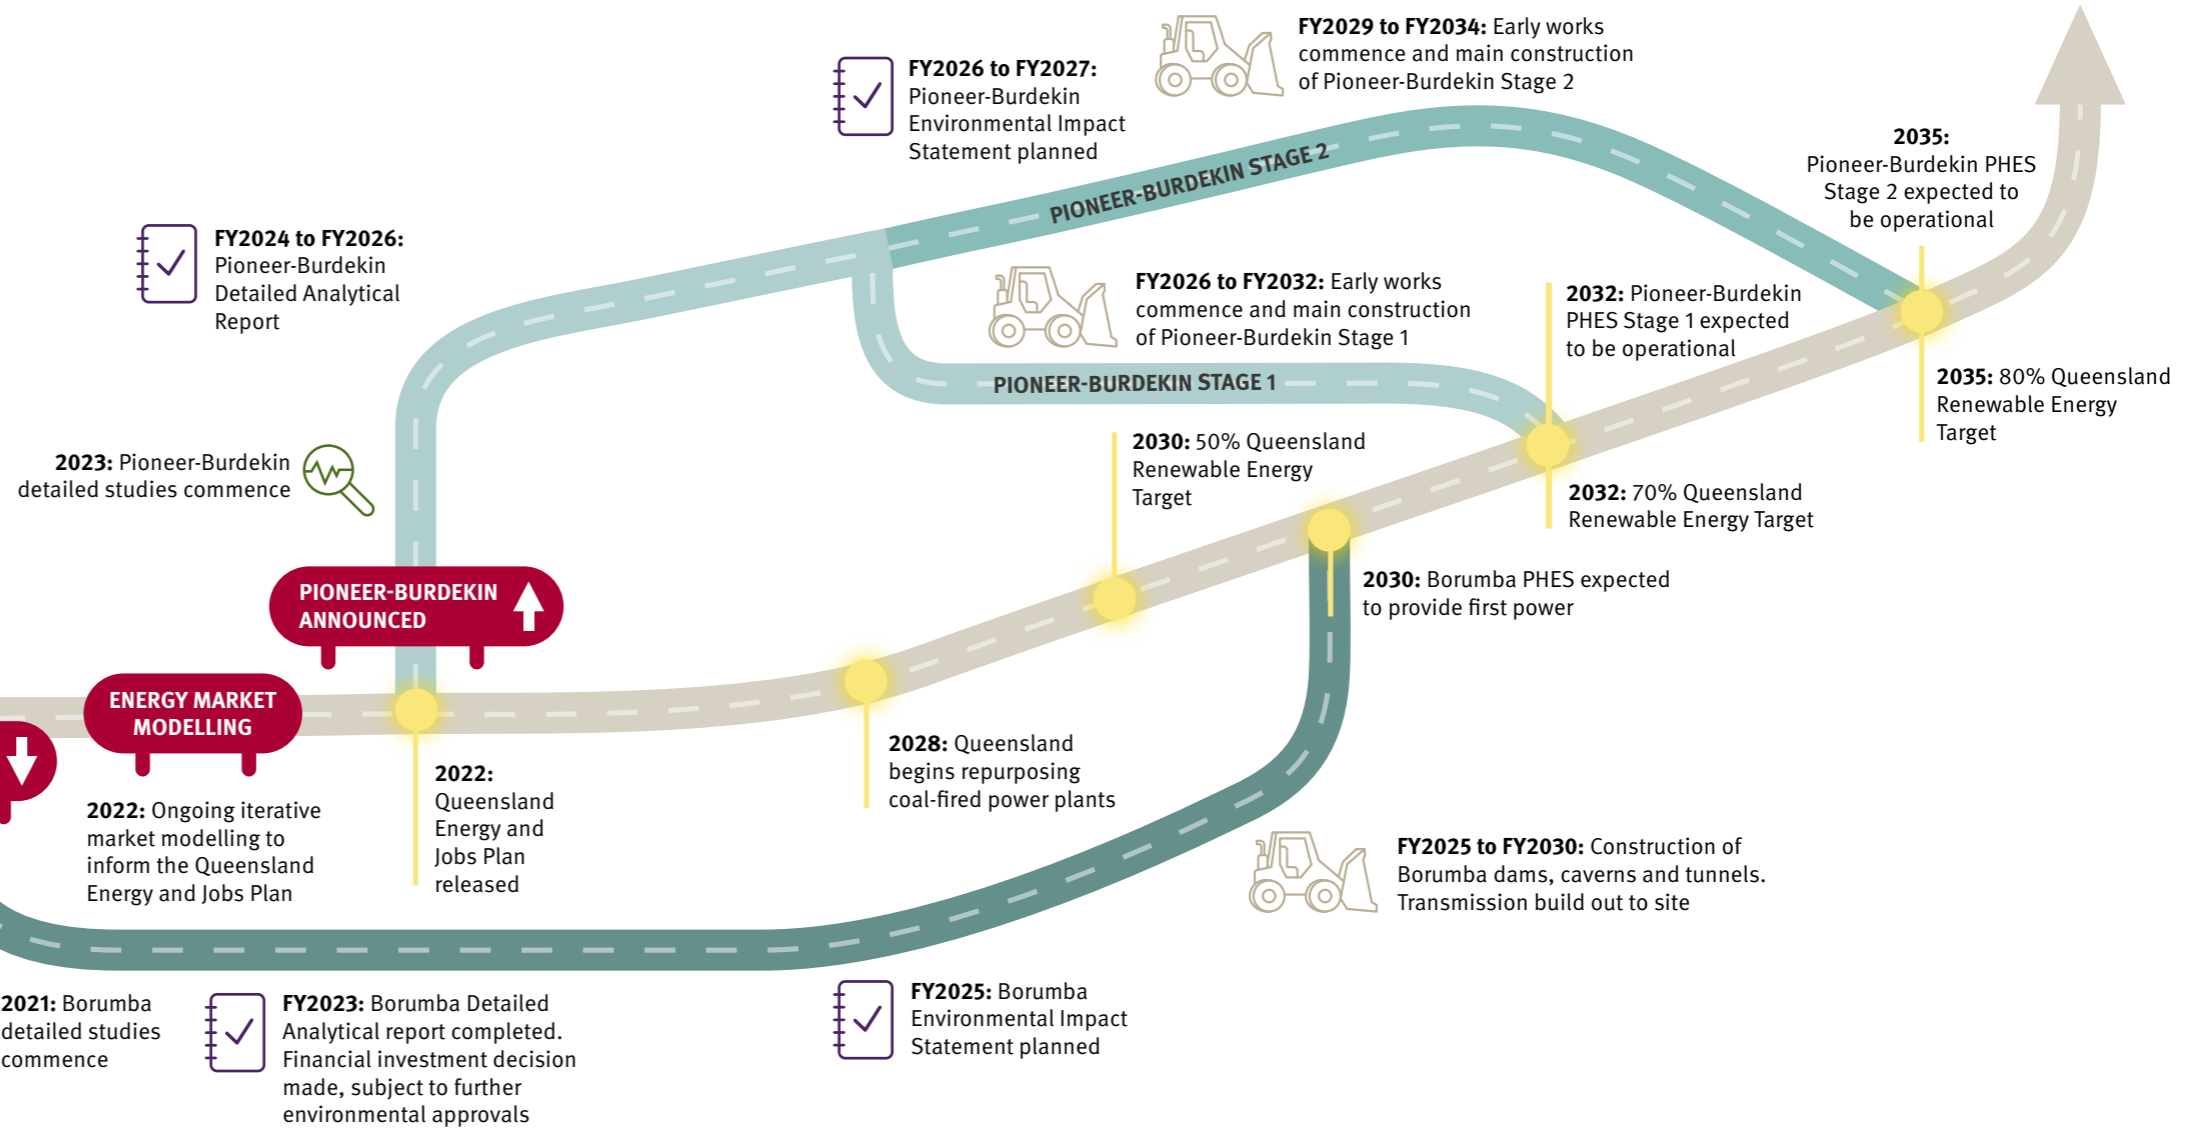 FY2029 to FY2034: Early works
commence and main construction
of Pioneer-Burdekin Stage 2
FY2026 to FY2027:
Pioneer-Burdekin
Environmental Impact
Statement planned
2035:
Pioneer-Burdekin PHES
Stage 2 expected to
be operational
PIONEER-BURDEKIN STAGE 2
FY2024 to FY2026:
Pioneer-Burdekin
Detailed Analytical
Report
FY2026 to FY2032: Early works
commence and main construction
of Pioneer-Burdekin Stage 1
2032: Pioneer-Burdekin
PHES Stage 1 expected
to be operational
PIONEER-BURDEKIN STAGE 1
2035: 80% Queensland
Renewable Energy
Target
2023: Pioneer-Burdekin
detailed studies commence
2030: 50% Queensland
Renewable Energy
Target
2032: 70% Queensland
Renewable Energy Target
PIONEER-BURDEKIN
ANNOUNCED
2030: Borumba PHES expected
to provide first power
ENERGY MARKET
MODELLING
2022: Ongoing iterative
market modelling to
inform the Queensland
Energy and Jobs Plan
2022:
Queensland
Energy and
Jobs Plan
released
2028: Queensland
begins repurposing
coal-fired power plants
FY2025 to FY2030: Construction of
Borumba dams, caverns and tunnels.
Transmission build out to site
2021: Borumba
detailed studies
commence
FY2023: Borumba Detailed
Analytical report completed.
Financial investment decision
made, subject to further
environmental approvals
FY2025: Borumba
Environmental Impact
Statement planned